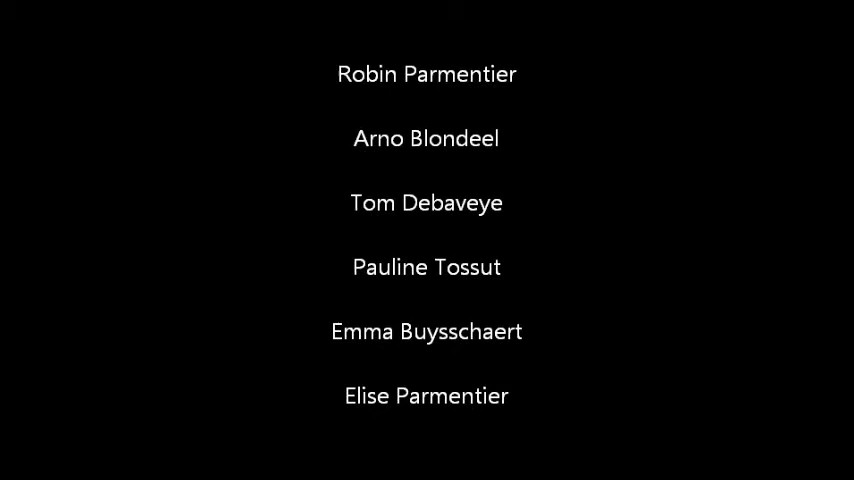 Robin Parmentier
Arno Blondeel
Tom Debaveye
Pauline Tossut
Emma Buysschaert
Elise Parmentier